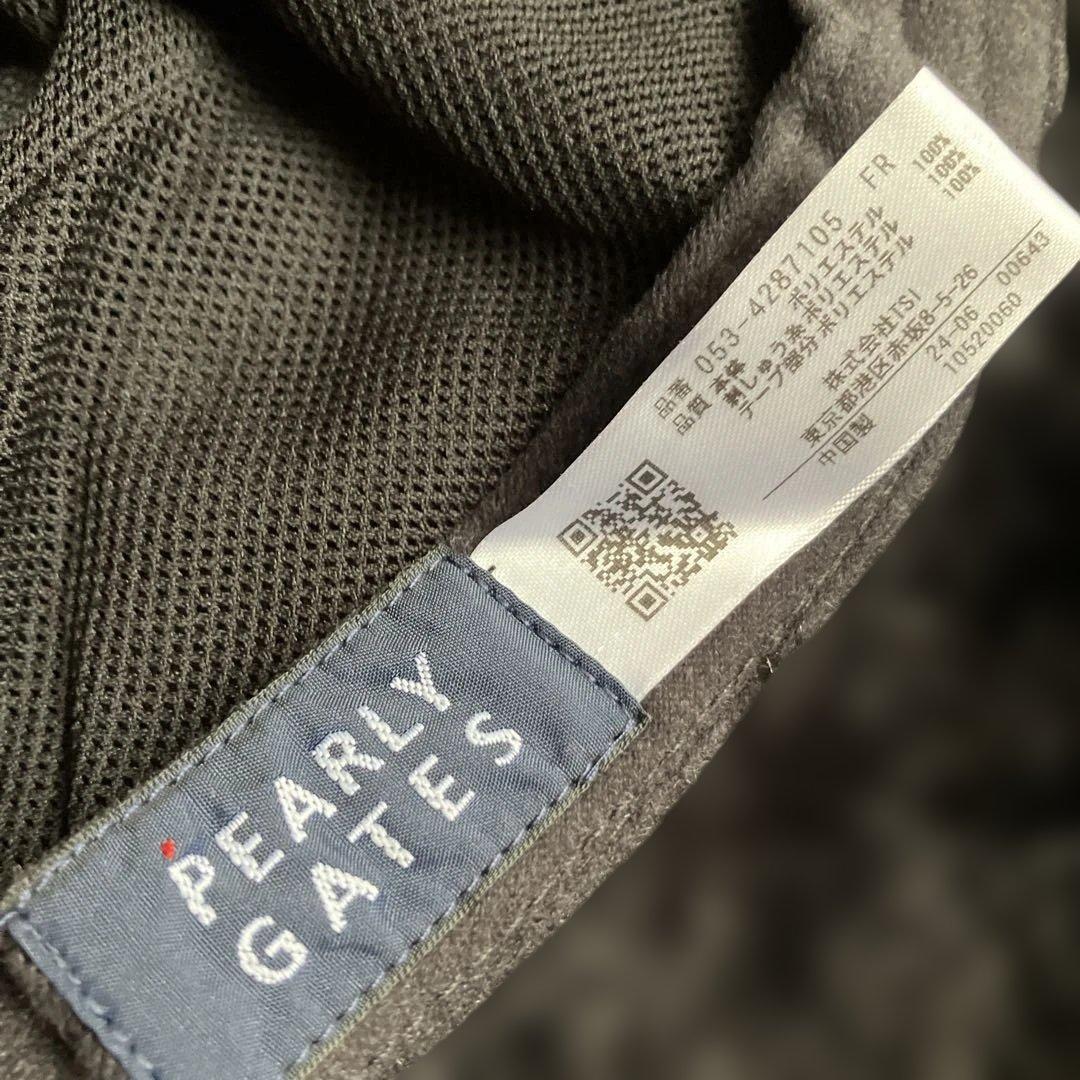 品番 053-4287105 FR
品質 本体 ポリエステル 100%
刺しゅう糸 ポリエステル 100%
テープ部分 ポリエステル 100%
株式会社TSI
東京都港区赤坂8-5-26
中国製 24-06 00643
10520060
PEARLY
GATES